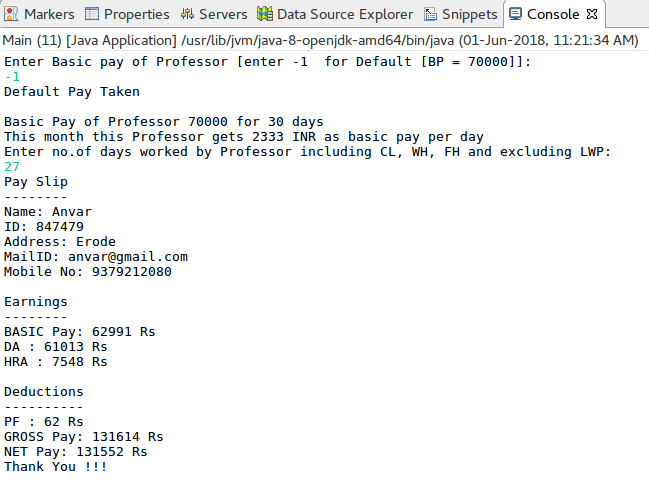 Markers Properties Servers Data Source Explorer Snippets Console
Main (11) [Java Application] /usr/lib/jvm/java-8-openjdk-amd64/bin/java (01-Jun-2018, 11:21:34 AM)
Enter Basic pay of Professor [enter -1  for Default [BP = 70000]]:
-1
Default Pay Taken
Basic Pay of Professor 70000 for 30 days
This month this Professor gets 2333 INR as basic pay per day
Enter no.of days worked by Professor including CL, WH, FH and excluding LWP:
27
Pay Slip
--------
Name: Anvar
ID: 847479
Address: Erode
MailID: anvar@gmail.com
Mobile No: 9379212080
Earnings
--------
BASIC Pay: 62991 Rs
DA : 61013 Rs
HRA : 7548 Rs
Deductions
----------
PF : 62 Rs
GROSS Pay: 131614 Rs
NET Pay: 131552 Rs
Thank You !!!